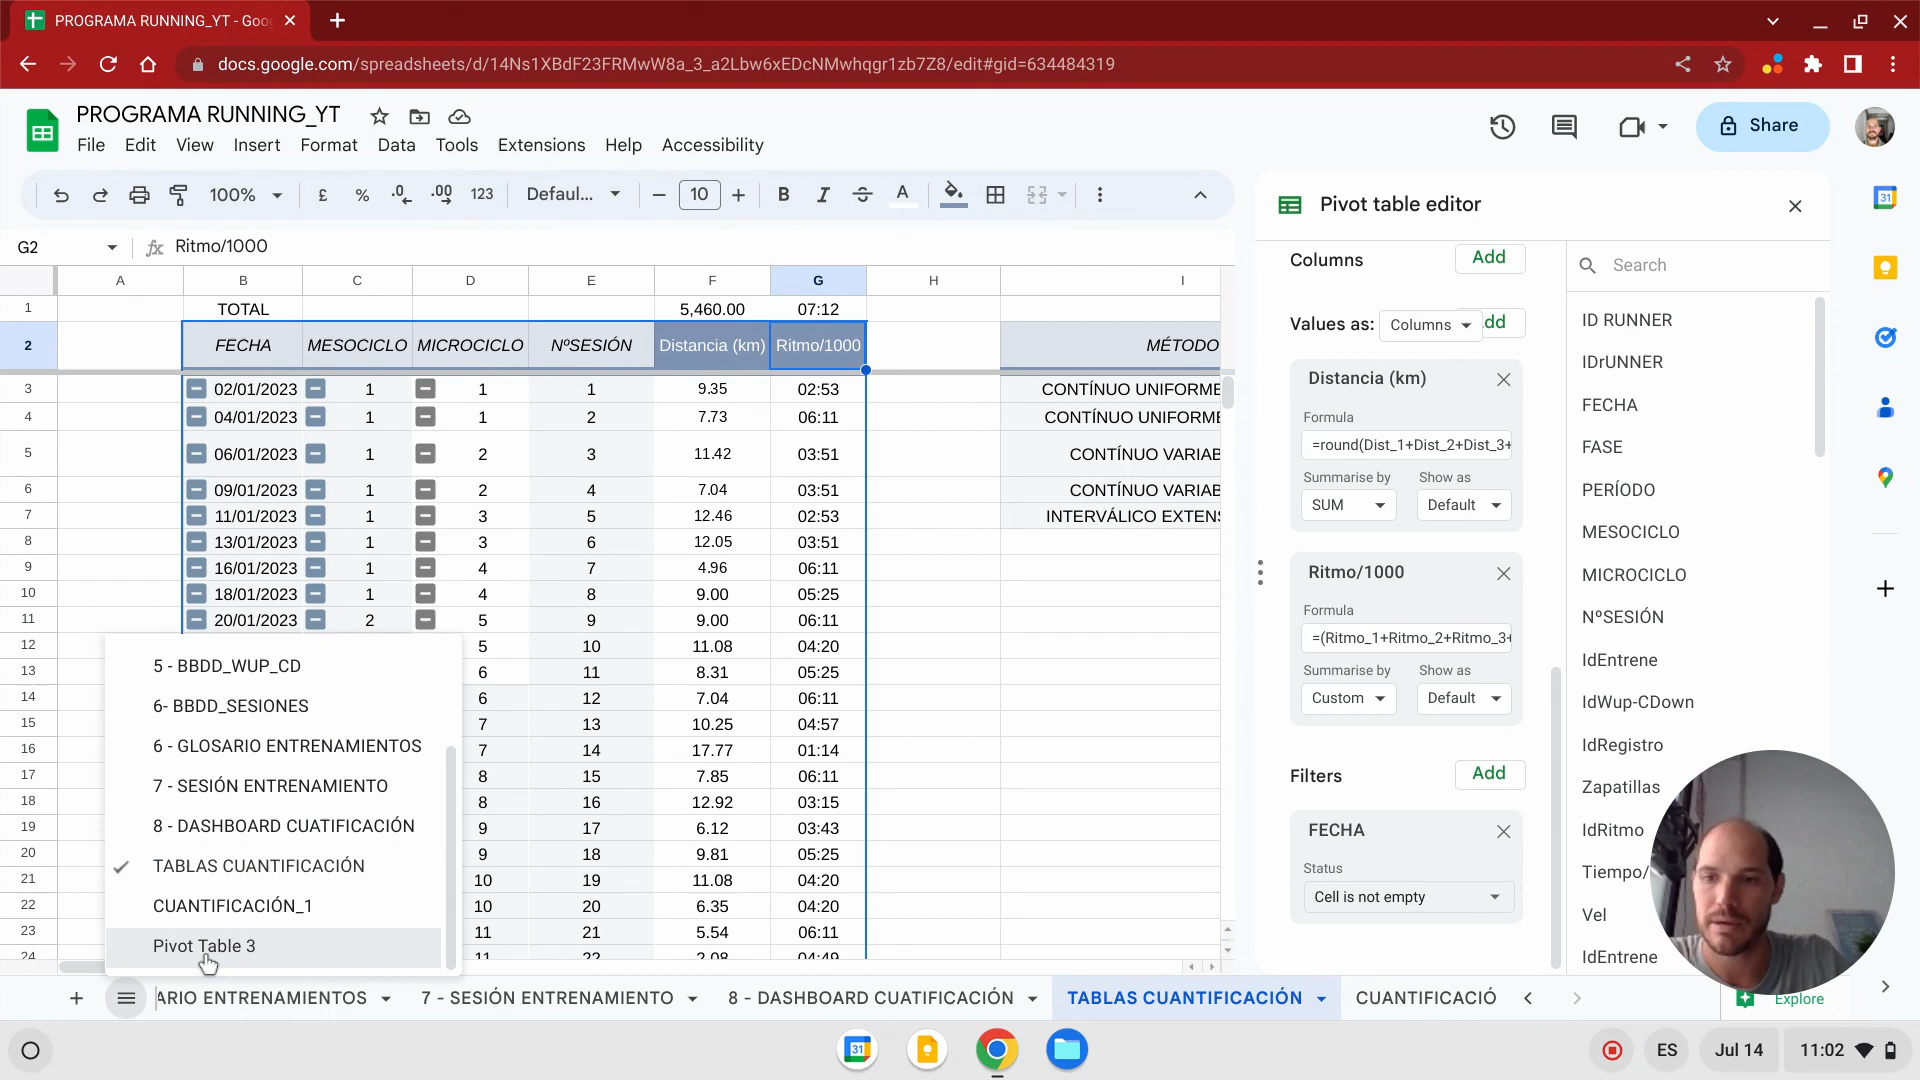 PROGRAMA RUNNING_YT - Goo
docs.google.com/spreadsheets/d/14Ns1XBdF23FRMwW8a_3_a2Lbw6xEDcNMwhqgr1zb7Z8/edit#gid=634484319
PROGRAMA RUNNING_YT
File Edit View Insert Format Data Tools Extensions Help Accessibility
Share
100% £ % .0 .00 123 Defaul... 10 B I A
G2 Ritmo/1000
A B C D E F G H I
1 TOTAL 5,460.00 07:12
2 FECHA MESOCICLO MICROCICLO NºSESIÓN Distancia (km) Ritmo/1000 MÉTODO
3 02/01/2023 1 1 1 9.35 02:53 CONTÍNUO UNIFORME
4 04/01/2023 1 1 2 7.73 06:11 CONTÍNUO UNIFORME
5 06/01/2023 1 2 3 11.42 03:51 CONTÍNUO VARIAB
6 09/01/2023 1 2 4 7.04 03:51 CONTÍNUO VARIAB
7 11/01/2023 1 3 5 12.46 02:53 INTERVÁLICO EXTENS
8 13/01/2023 1 3 6 12.05 03:51
9 16/01/2023 1 4 7 4.96 06:11
10 18/01/2023 1 4 8 9.00 05:25
11 20/01/2023 2 5 9 9.00 06:11
12 5 10 11.08 04:20
13 6 11 8.31 05:25
14 6 12 7.04 06:11
15 7 13 10.25 04:57
16 7 14 17.77 01:14
17 8 15 7.85 06:11
18 8 16 12.92 03:15
19 9 17 6.12 03:43
20 9 18 9.81 05:25
21 10 19 11.08 04:20
22 10 20 6.35 04:20
23 11 21 5.54 06:11
24 11 22 2.08 04:49
5 - BBDD_WUP_CD
6- BBDD_SESIONES
6 - GLOSARIO ENTRENAMIENTOS
7 - SESIÓN ENTRENAMIENTO
8 - DASHBOARD CUATIFICACIÓN
TABLAS CUANTIFICACIÓN
CUANTIFICACIÓN_1
Pivot Table 3
Pivot table editor
Columns Add
Values as: Columns dd
Distancia (km)
Formula
=round(Dist_1+Dist_2+Dist_3+
Summarise by Show as
SUM Default
Ritmo/1000
Formula
=(Ritmo_1+Ritmo_2+Ritmo_3+
Summarise by Show as
Custom Default
Filters Add
FECHA
Status
Cell is not empty
Search
ID RUNNER
IDrUNNER
FECHA
FASE
PERÍODO
MESOCICLO
MICROCICLO
NºSESIÓN
IdEntrene
IdWup-CDown
IdRegistro
Zapatillas
IdRitmo
Tiempo/
Vel
IdEntrene
31
ARIO ENTRENAMIENTOS 7 - SESIÓN ENTRENAMIENTO 8 - DASHBOARD CUATIFICACIÓN TABLAS CUANTIFICACIÓN CUANTIFICACIÓ Explore
31
ES Jul 14 11:02